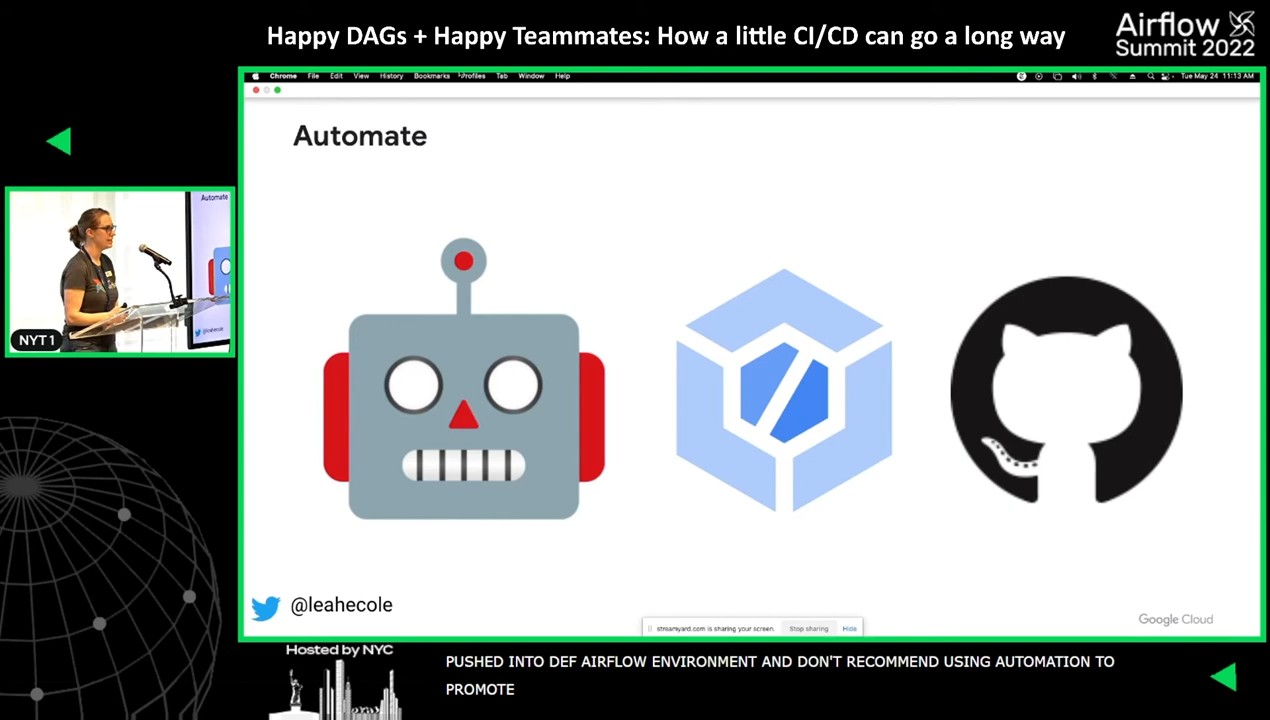 Happy DAGs + Happy Teammates: How a little CI/CD can go a long way
Airflow
Summit 2022
Chrome File Edit View History Bookmarks Profiles Tab Window Help
Tue May 24 11:13 AM
Automate
Automate
@leahecole
NYT1
@leahecole
Google Cloud
streamyard.com is sharing your screen. Stop sharing Hide
Hosted by NYC
PUSHED INTO DEF AIRFLOW ENVIRONMENT AND DON'T RECOMMEND USING AUTOMATION TO
PROMOTE